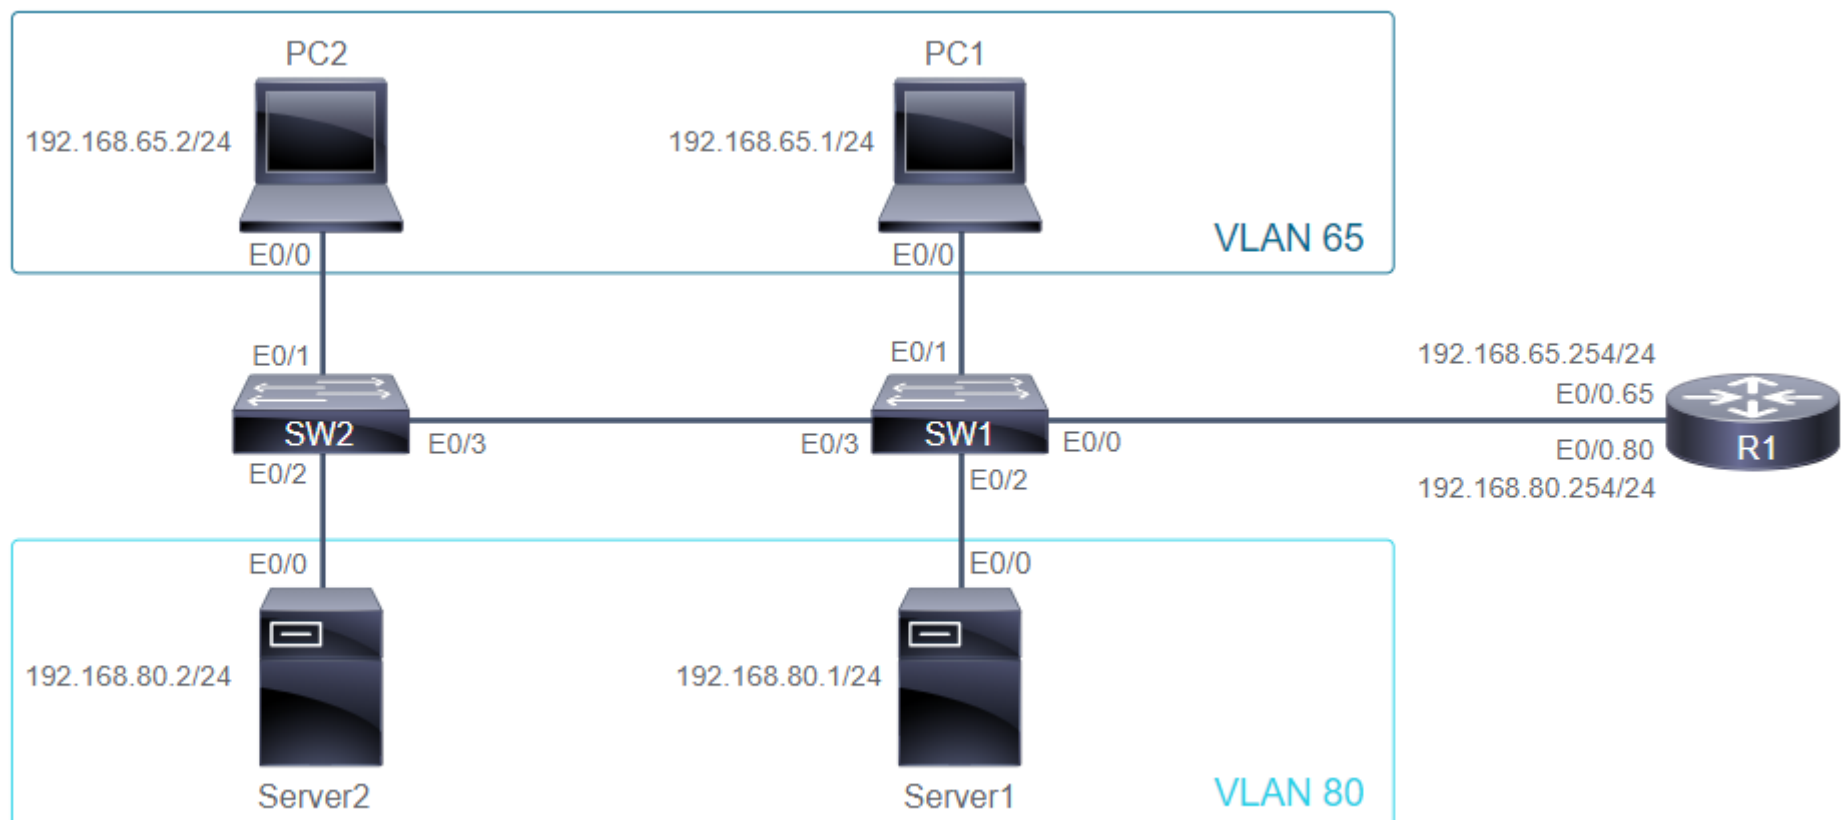 PC2
PC1
192.168.65.2/24
192.168.65.1/24
VLAN 65
E0/0
E0/0
E0/1
E0/1
192.168.65.254/24
E0/0.65
SW2
SW1
R1
E0/3
E0/3
E0/0
E0/0.80
E0/2
E0/2
192.168.80.254/24
E0/0
E0/0
192.168.80.2/24
192.168.80.1/24
Server2
Server1
VLAN 80